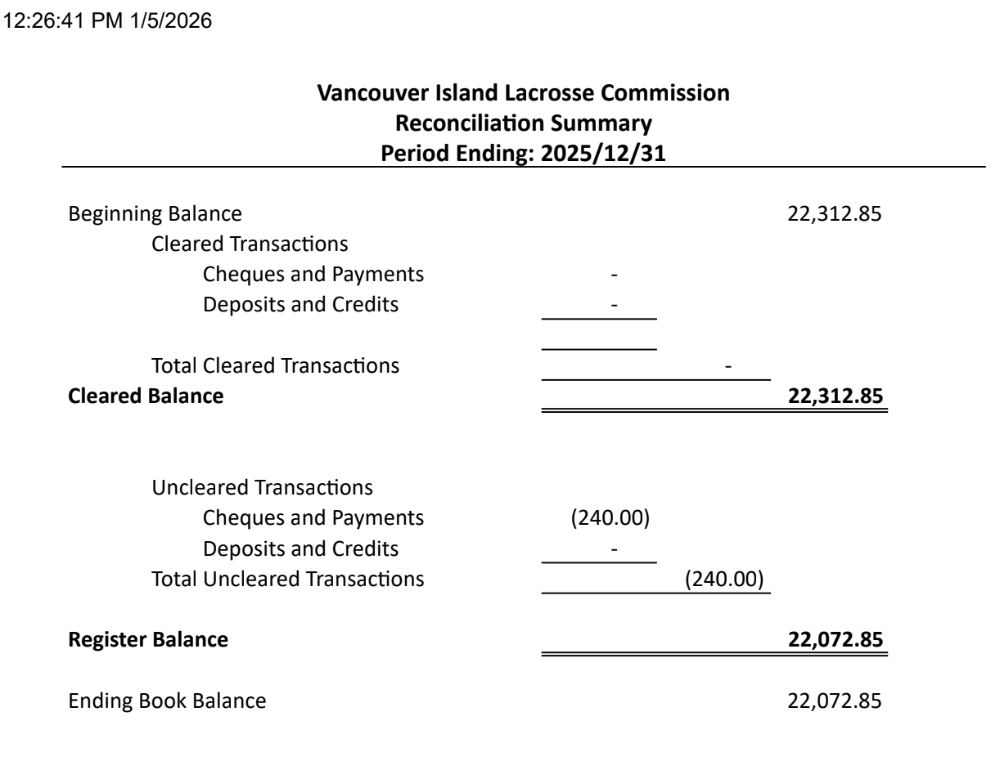 12:26:41 PM 1/5/2026
Vancouver Island Lacrosse Commission
Reconciliation Summary
Period Ending: 2025/12/31
Beginning Balance 22,312.85
Cleared Transactions
Cheques and Payments -
Deposits and Credits -
Total Cleared Transactions -
Cleared Balance 22,312.85
Uncleared Transactions
Cheques and Payments (240.00)
Deposits and Credits -
Total Uncleared Transactions (240.00)
Register Balance 22,072.85
Ending Book Balance 22,072.85